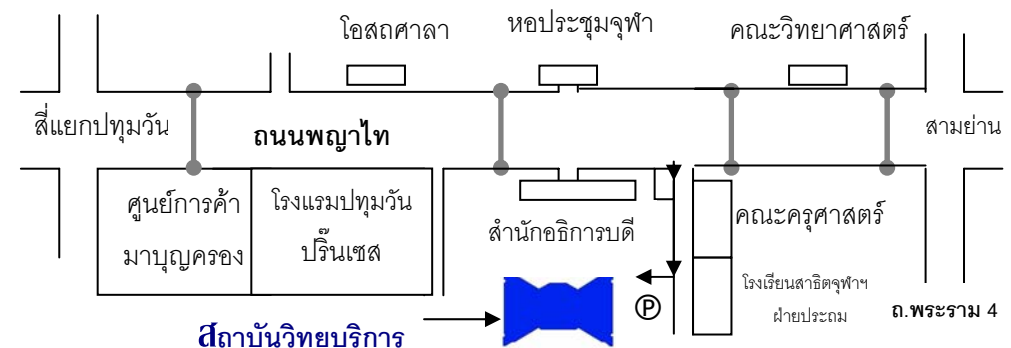 โอสถศาลา
หอประชุมจุฬา
คณะวิทยาศาสตร์
สี่แยกปทุมวัน
ถนนพญาไท
สามย่าน
ศูนย์การค้า
มาบุญครอง
โรงแรมปทุมวัน
ปริ๊นเซส
สำนักอธิการบดี
คณะครุศาสตร์
โรงเรียนสาธิตจุฬาฯ
ฝ่ายประถม
ถ.พระราม 4
P
สถาบันวิทยบริการ